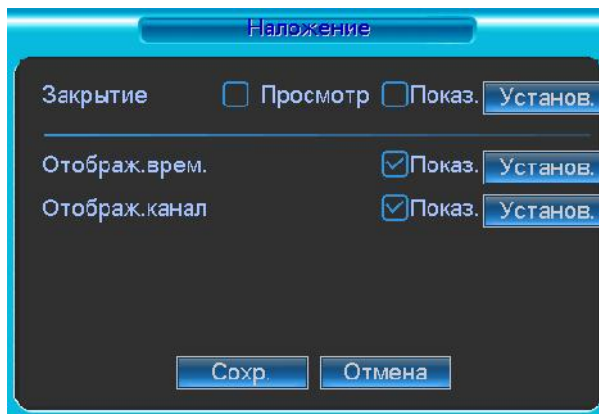 Наложение
Закрытие Просмотр Показ. Установ.
Отображ.врем. Показ. Установ.
Отображ.канал Показ. Установ.
Сохр. Отмена